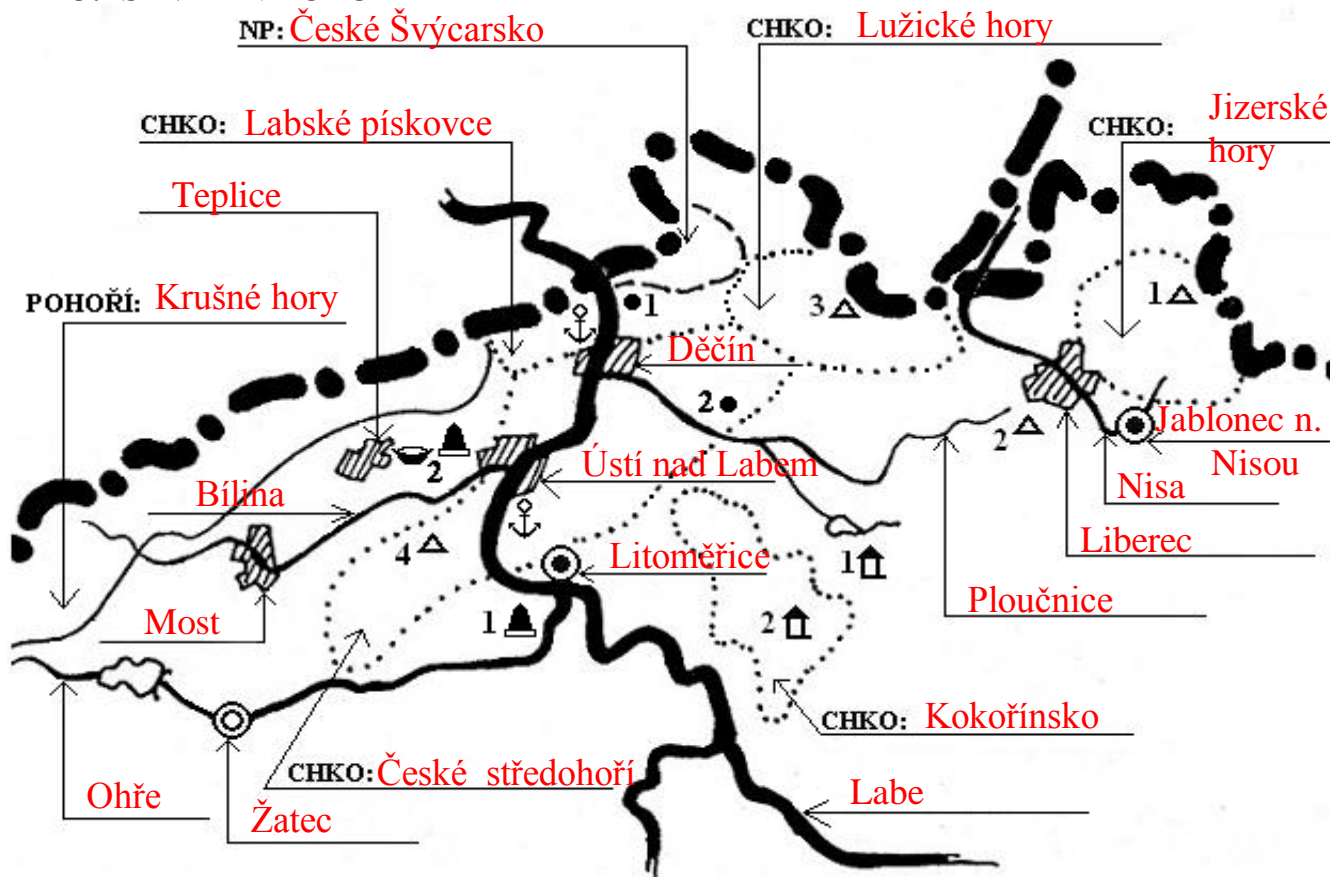 NP: České Švýcarsko
CHKO: Lužické hory
CHKO: Labské pískovce
CHKO: Jizerské
hory
Teplice
POHOŘÍ: Krušné hory
1
3
1
Děčín
2
2
Jablonec n.
Nisou
2
Ústí nad Labem
Bílina
Nisa
4
Litoměřice
1
Liberec
Most
1
2
Ploučnice
CHKO: Kokořínsko
CHKO: České středohoří
Ohře
Žatec
Labe